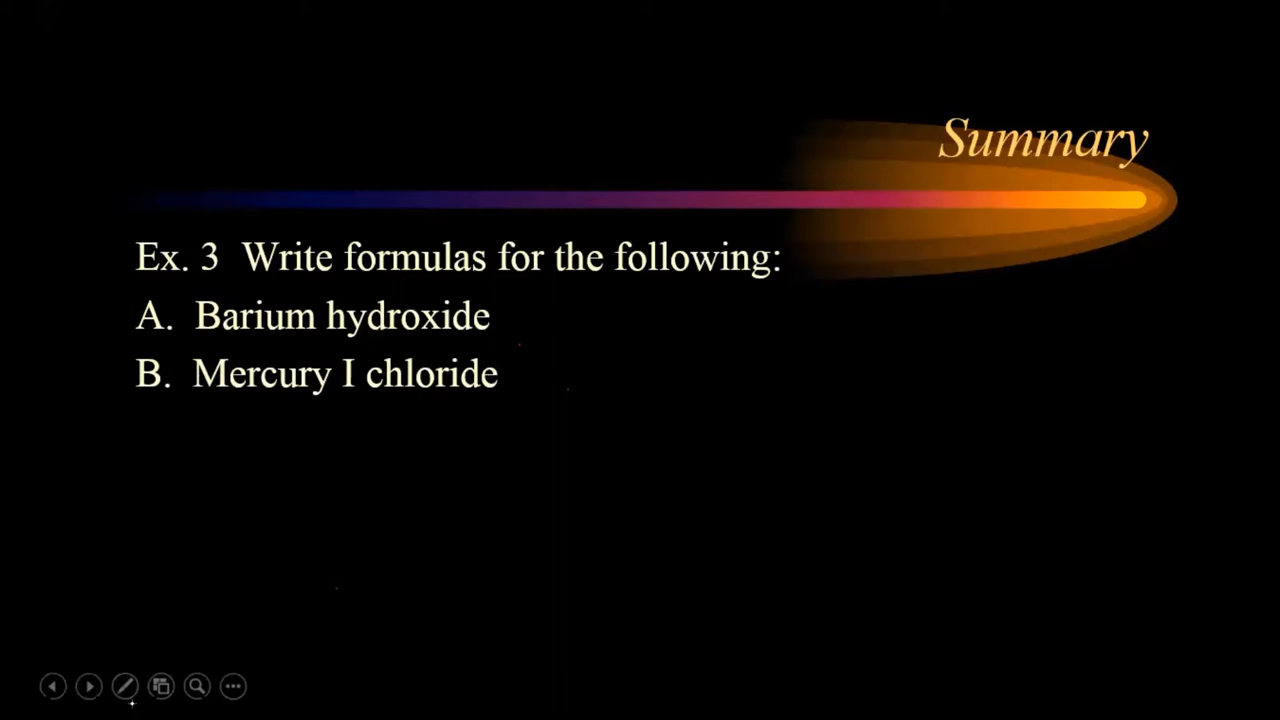 Summary
Ex. 3  Write formulas for the following:
A.  Barium hydroxide
B.  Mercury I chloride